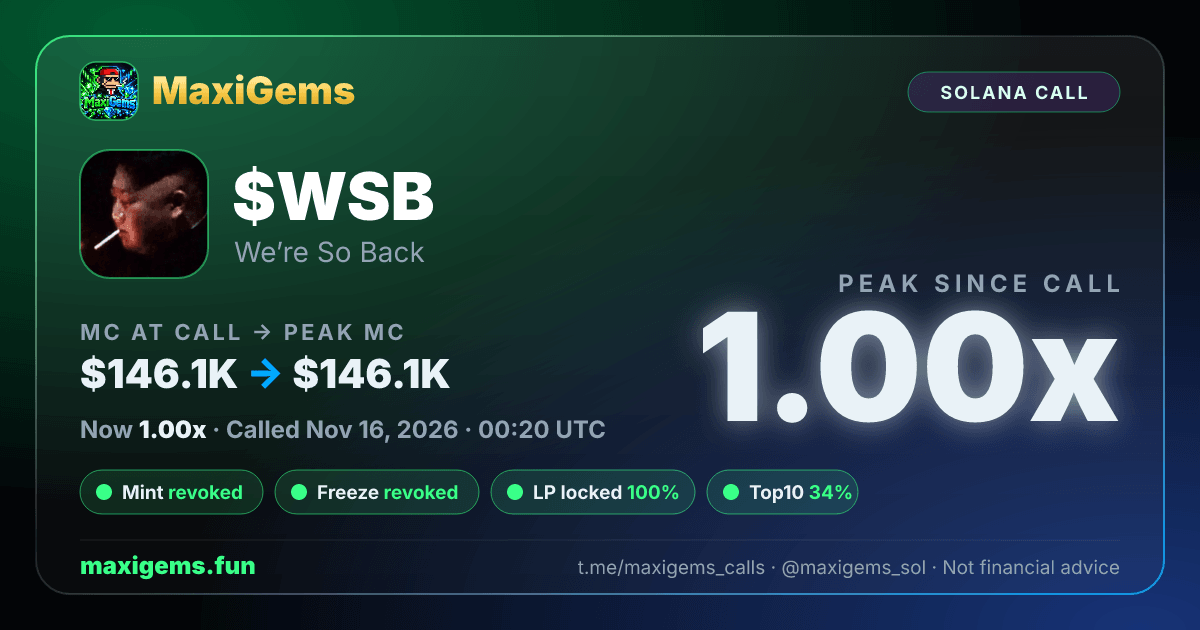 MaxiGems
MaxiGems
SOLANA CALL
$WSB
We’re So Back
PEAK SINCE CALL
1.00x
MC AT CALL → PEAK MC
$146.1K → $146.1K
Now 1.00x · Called Nov 16, 2026 · 00:20 UTC
Mint revoked
Freeze revoked
LP locked 100%
Top10 34%
maxigems.fun
t.me/maxigems_calls · @maxigems_sol · Not financial advice